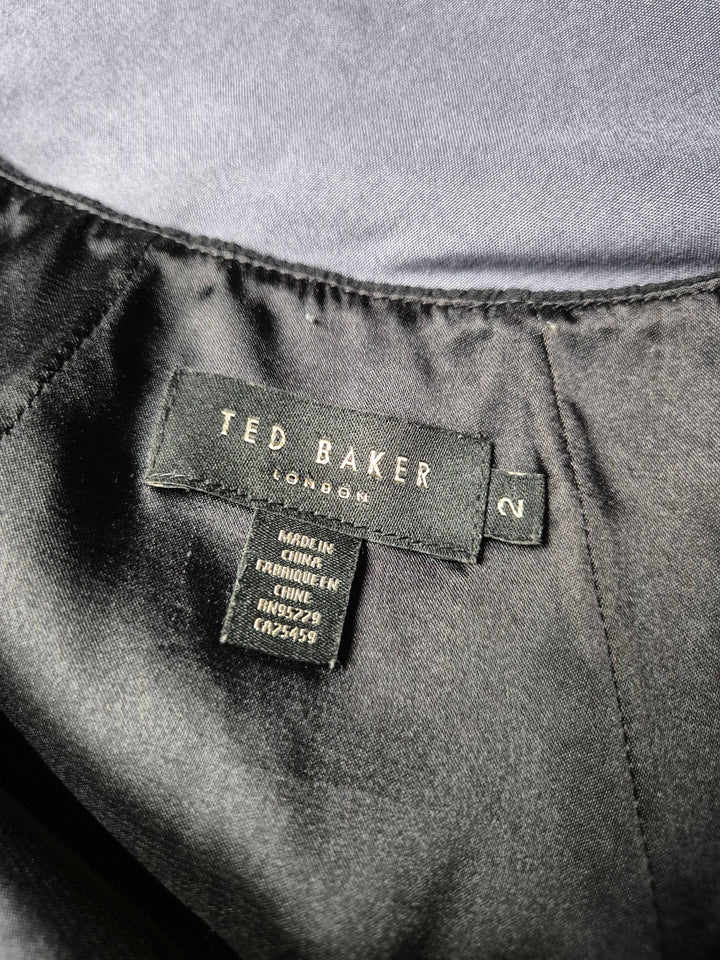 TED BAKER
LONDON
2
MADE IN
CHINA
FABRIQUE EN
CHINE
RN95229
CA25459